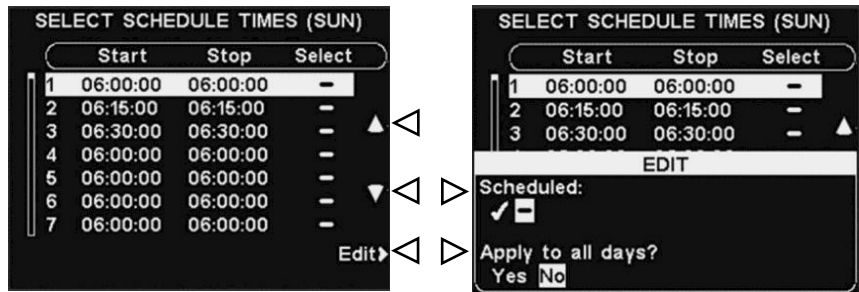 SELECT SCHEDULE TIMES (SUN)
Start Stop Select
1 06:00:00 06:00:00 –
2 06:15:00 06:15:00 –
3 06:30:00 06:30:00 –
4 06:00:00 06:00:00 –
5 06:00:00 06:00:00 –
6 06:00:00 06:00:00 –
7 06:00:00 06:00:00 –
Edit
SELECT SCHEDULE TIMES (SUN)
Start Stop Select
1 06:00:00 06:00:00 –
2 06:15:00 06:15:00 –
3 06:30:00 06:30:00 –
EDIT
Scheduled:
✓ –
Apply to all days?
Yes No